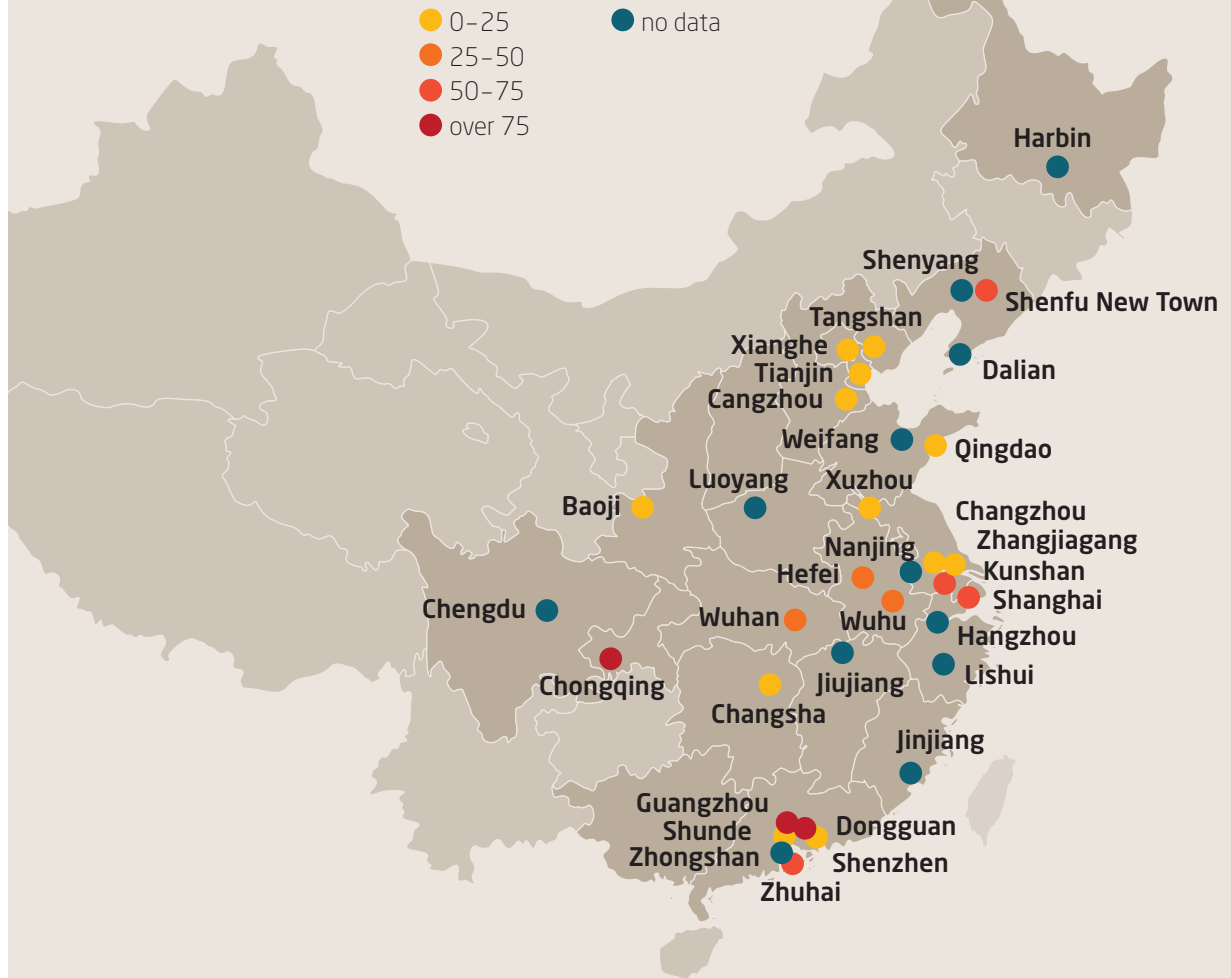 0–25
no data
25–50
50–75
over 75
Harbin
Shenyang
Shenfu New Town
Tangshan
Xianghe
Tianjin
Dalian
Cangzhou
Weifang
Qingdao
Luoyang
Xuzhou
Baoji
Changzhou
Zhangjiagang
Nanjing
Kunshan
Hefei
Shanghai
Chengdu
Wuhan
Wuhu
Hangzhou
Lishui
Chongqing
Jiujiang
Changsha
Jinjiang
Guangzhou
Dongguan
Shunde
Zhongshan
Shenzhen
Zhuhai